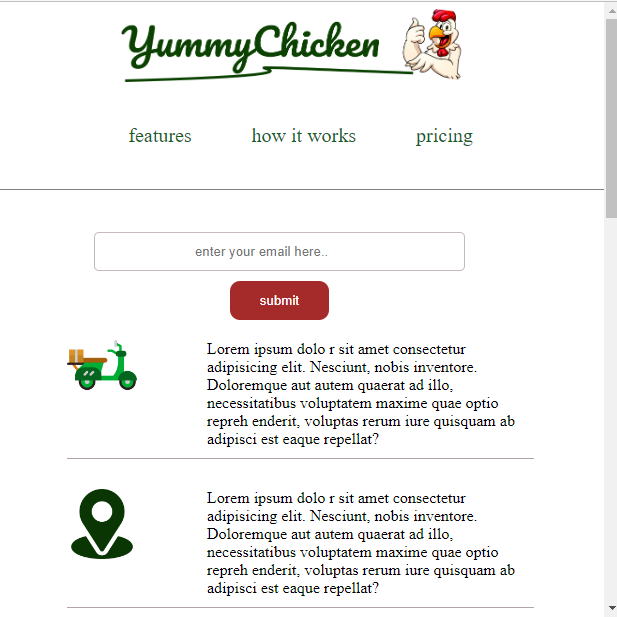 YummyChicken
features how it works pricing
enter your email here..
submit
Lorem ipsum dolo r sit amet consectetur
adipisicing elit. Nesciunt, nobis inventore.
Doloremque aut autem quaerat ad illo,
necessitatibus voluptatem maxime quae optio
repreh enderit, voluptas rerum iure quisquam ab
adipisci est eaque repellat?
Lorem ipsum dolo r sit amet consectetur
adipisicing elit. Nesciunt, nobis inventore.
Doloremque aut autem quaerat ad illo,
necessitatibus voluptatem maxime quae optio
repreh enderit, voluptas rerum iure quisquam ab
adipisci est eaque repellat?